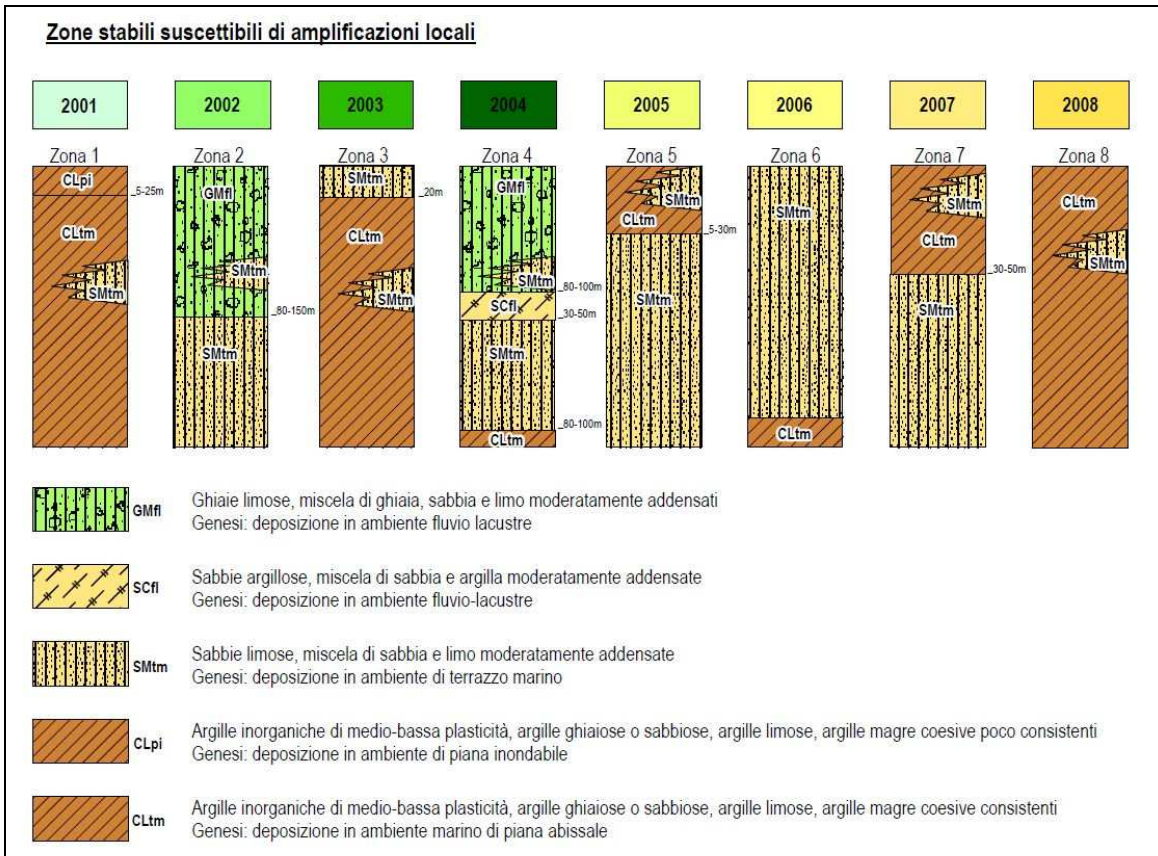 Zone stabili suscettibili di amplificazioni locali
2001 2002 2003 2004 2005 2006 2007 2008
Zona 1 Zona 2 Zona 3 Zona 4 Zona 5 Zona 6 Zona 7 Zona 8
CLpi
_5-25m
CLtm
SMtm
GMfl
SMtm
_80-150m
SMtm
SMtm
_20m
CLtm
SMtm
GMfl
SMtm
_80-100m
SCfl
_30-50m
SMtm
_80-100m
CLtm
SMtm
CLtm
_5-30m
SMtm
SMtm
CLtm
SMtm
CLtm
_30-50m
SMtm
CLtm
SMtm
GMfl
Ghiaie limose, miscela di ghiaia, sabbia e limo moderatamente addensati
Genesi: deposizione in ambiente fluvio lacustre
SCfl
Sabbie argillose, miscela di sabbia e argilla moderatamente addensate
Genesi: deposizione in ambiente fluvio-lacustre
SMtm
Sabbie limose, miscela di sabbia e limo moderatamente addensate
Genesi: deposizione in ambiente di terrazzo marino
CLpi
Argille inorganiche di medio-bassa plasticità, argille ghiaiose o sabbiose, argille limose, argille magre coesive poco consistenti
Genesi: deposizione in ambiente di piana inondabile
CLtm
Argille inorganiche di medio-bassa plasticità, argille ghiaiose o sabbiose, argille limose, argille magre coesive consistenti
Genesi: deposizione in ambiente marino di piana abissale